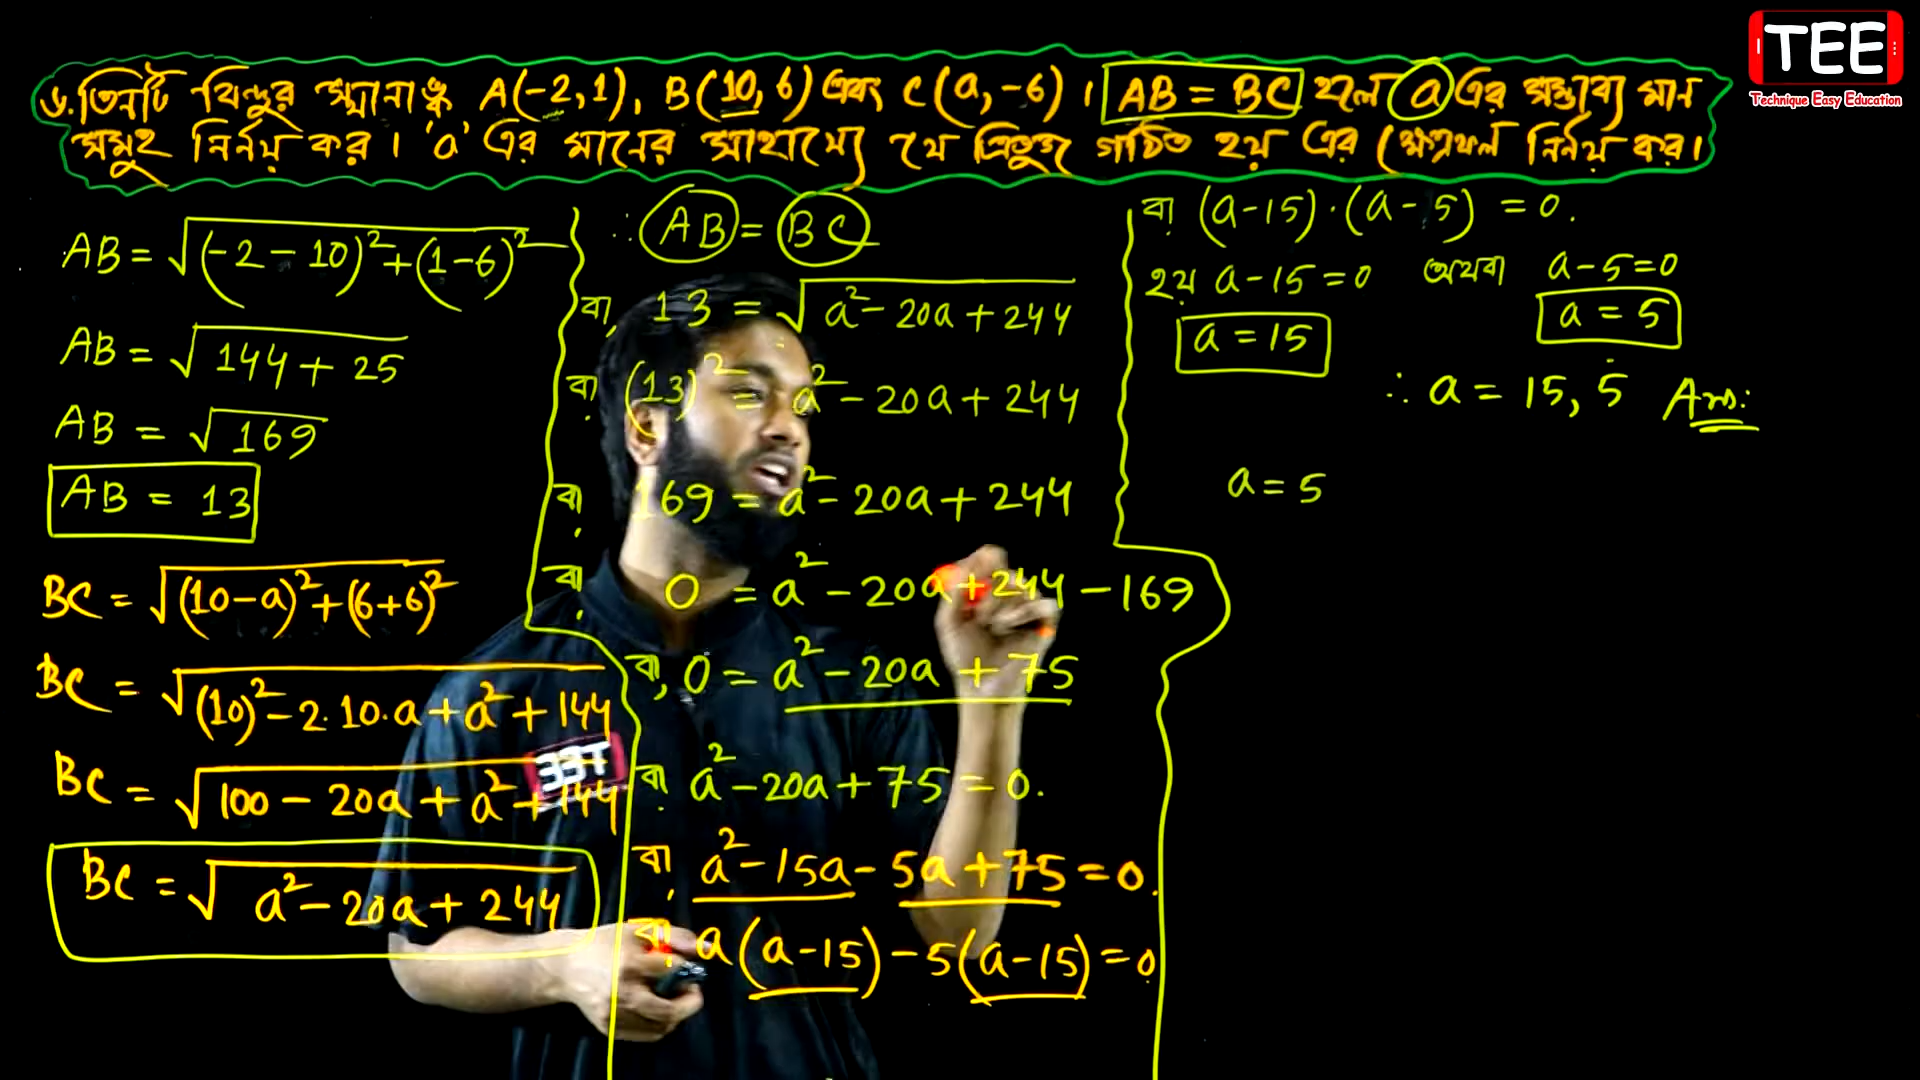 TEE
Technique Easy Education
৬. তিনটি বিন্দুর স্থানাঙ্ক A(-2,1), B(10,6) এবং C(a,-6)। AB = BC হলে a এর সম্ভাব্য মান
সমূহ নির্নয় কর। 'a' এর মানের সাহায্যে যে ত্রিভুজ গঠিত হয় এর ক্ষেত্রফল নির্নয় কর।
AB = √(-2-10)²+(1-6)²
AB = √144+25
AB = √169
AB = 13
BC = √(10-a)²+(6+6)²
BC = √(10)²-2·10·a+a²+144
BC = √100-20a+a²+144
BC = √a²-20a+244
∴ AB = BC
বা, 13 = √a²-20a+244
বা, (13)² = a²-20a+244
বা, 169 = a²-20a+244
বা, 0 = a²-20a+244-169
বা, 0 = a²-20a+75
বা, a²-20a+75 = 0.
বা, a²-15a-5a+75 = 0.
বা, a(a-15)-5(a-15) = 0
বা (a-15)·(a-5) = 0.
হয় a-15=0 অথবা a-5=0
a = 15 a = 5
∴ a = 15, 5 Ans:
a = 5
33T